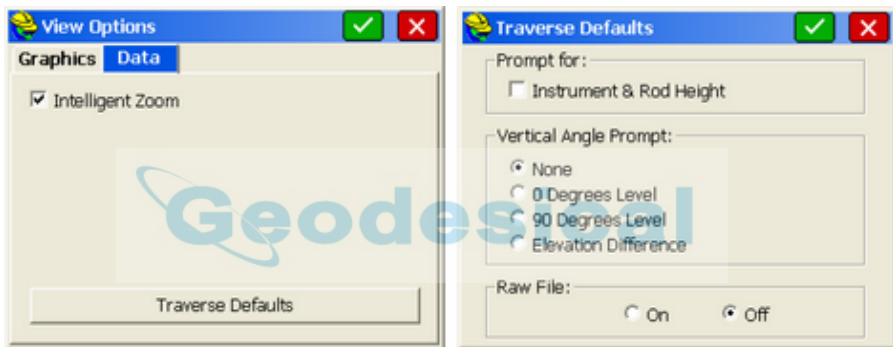 View Options
Graphics Data
Intelligent Zoom
Traverse Defaults
Traverse Defaults
Prompt for:
Instrument & Rod Height
Vertical Angle Prompt:
None
0 Degrees Level
90 Degrees Level
Elevation Difference
Raw File:
On Off
Geodesical